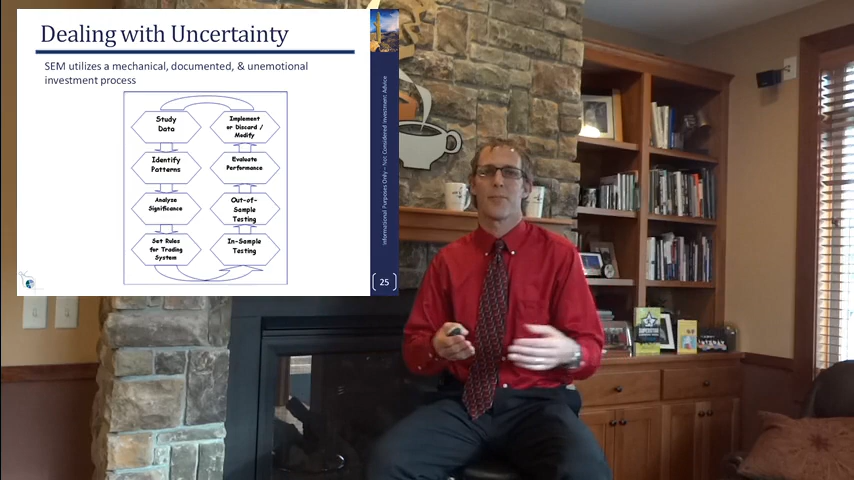 Dealing with Uncertainty
SEM utilizes a mechanical, documented, & unemotional
investment process
Study
Data
Identify
Patterns
Analyze
Significance
Set Rules
for Trading
System
Implement
or Discard /
Modify
Evaluate
Performance
Out-of-
Sample
Testing
In-Sample
Testing
Informational Purposes Only – Not Considered Investment Advice
25